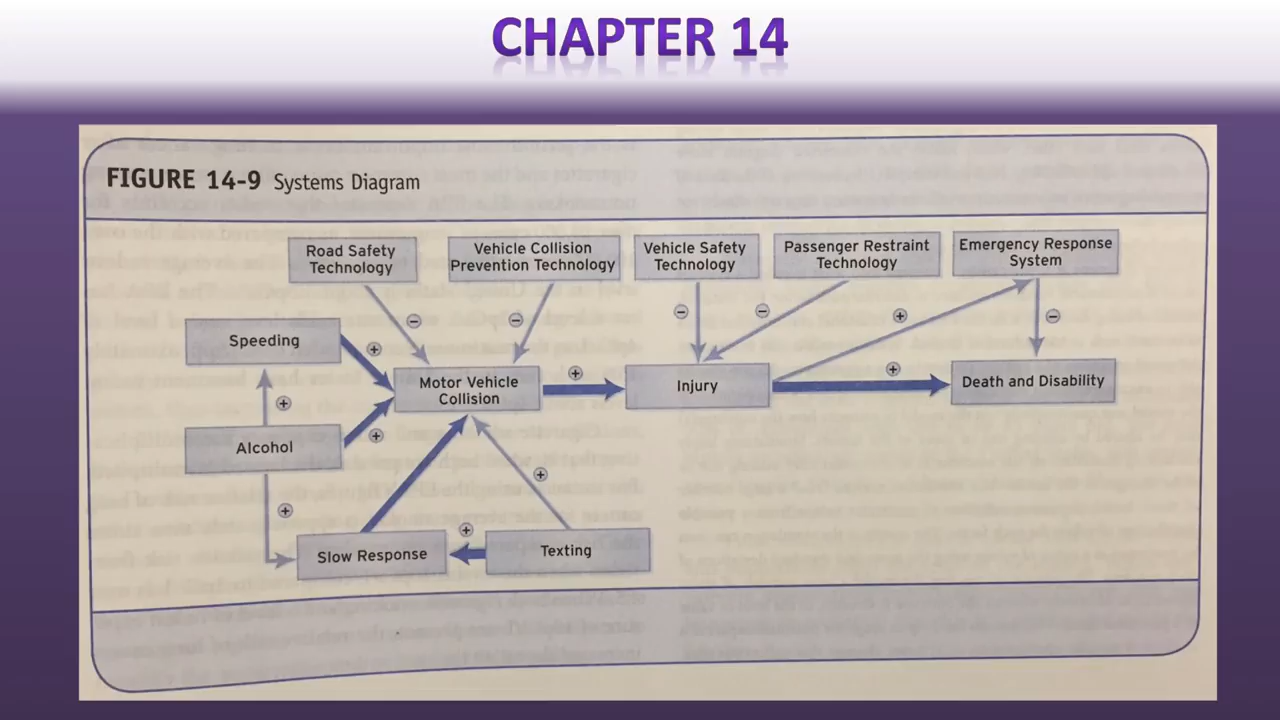 CHAPTER 14
FIGURE 14-9 Systems Diagram
Road Safety
Technology
Vehicle Collision
Prevention Technology
Vehicle Safety
Technology
Passenger Restraint
Technology
Emergency Response
System
Speeding
Motor Vehicle
Collision
Injury
Death and Disability
Alcohol
Slow Response
Texting